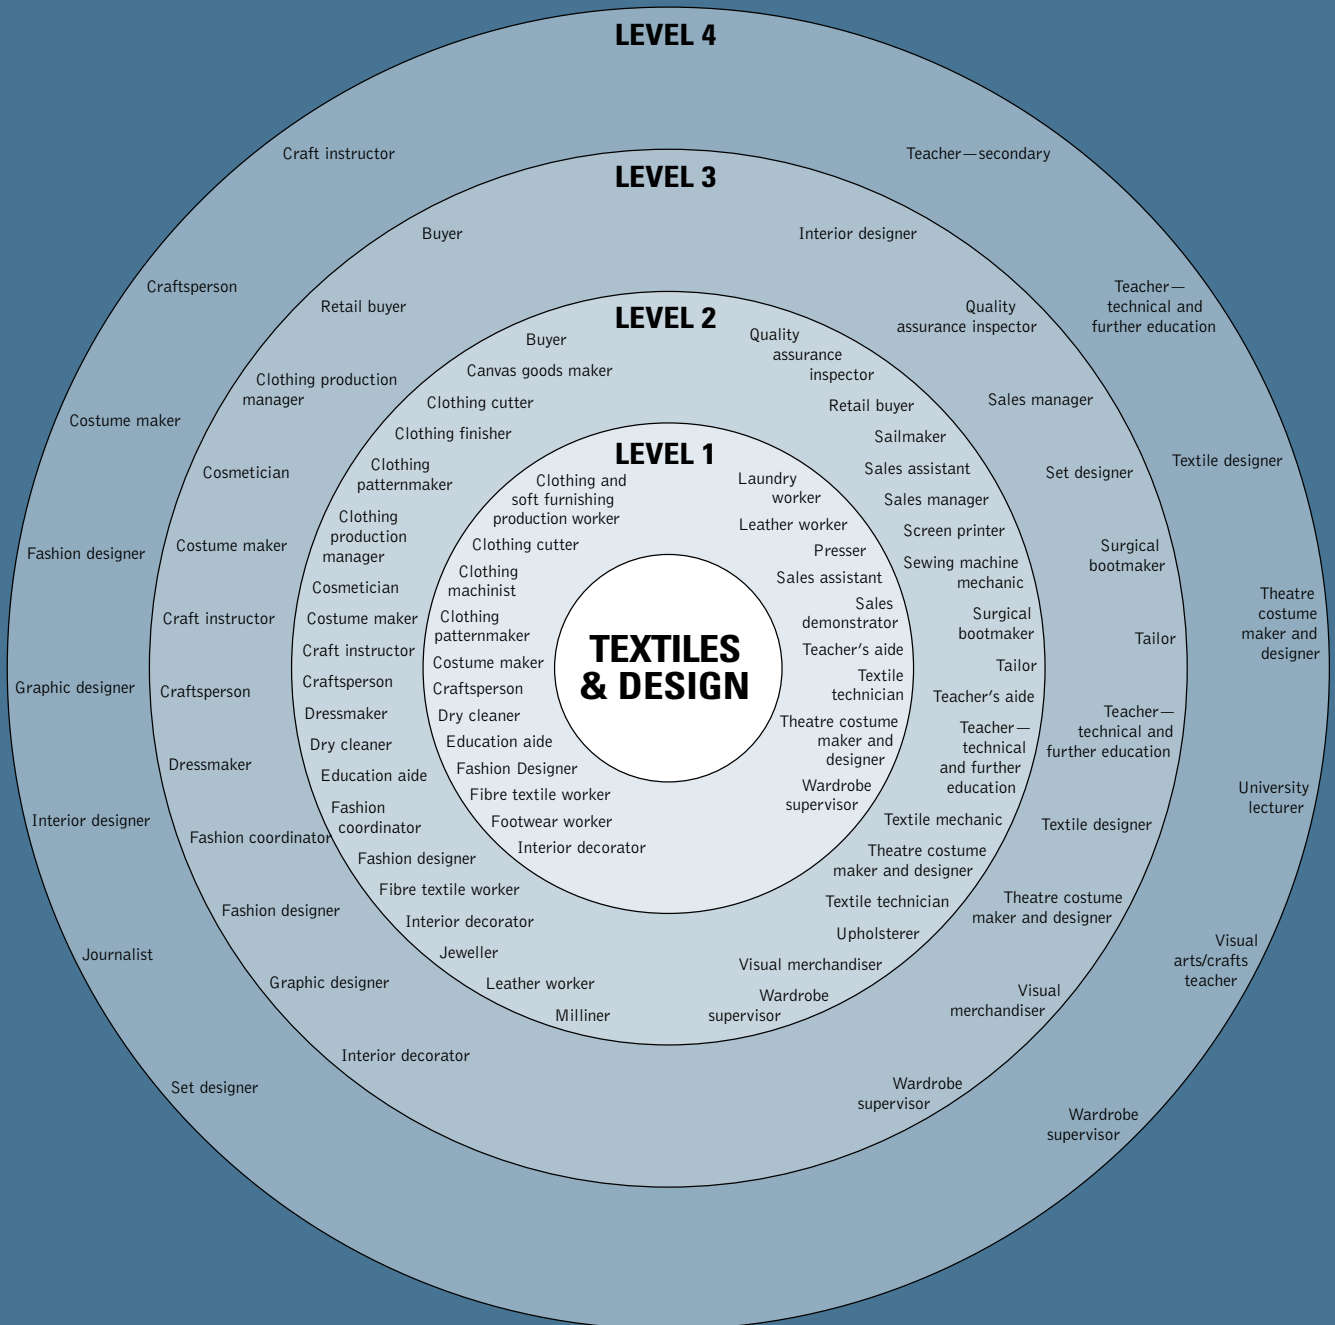 LEVEL 4
Craft instructor
Craftsperson
Costume maker
Fashion designer
Graphic designer
Interior designer
Journalist
Set designer
Teacher—secondary
Teacher—
technical and
further education
Textile designer
Theatre
costume
maker and
designer
University
lecturer
Visual
arts/crafts
teacher
Wardrobe
supervisor
LEVEL 3
Buyer
Retail buyer
Clothing production
manager
Cosmetician
Costume maker
Craft instructor
Craftsperson
Dressmaker
Fashion coordinator
Fashion designer
Graphic designer
Interior decorator
Interior designer
Quality
assurance inspector
Sales manager
Set designer
Surgical
bootmaker
Tailor
Teacher—
technical and
further education
Textile designer
Theatre costume
maker and designer
Visual
merchandiser
Wardrobe
supervisor
LEVEL 2
Buyer
Canvas goods maker
Clothing cutter
Clothing finisher
Clothing
patternmaker
Clothing
production
manager
Cosmetician
Costume maker
Craft instructor
Craftsperson
Dressmaker
Dry cleaner
Education aide
Fashion
coordinator
Fashion designer
Fibre textile worker
Interior decorator
Jeweller
Leather worker
Milliner
Quality
assurance
inspector
Retail buyer
Sailmaker
Sales assistant
Sales manager
Screen printer
Sewing machine
mechanic
Surgical
bootmaker
Tailor
Teacher's aide
Teacher—
technical
and further
education
Textile mechanic
Theatre costume
maker and designer
Textile technician
Upholsterer
Visual merchandiser
Wardrobe
supervisor
LEVEL 1
Clothing and
soft furnishing
production worker
Clothing cutter
Clothing
machinist
Clothing
patternmaker
Costume maker
Craftsperson
Dry cleaner
Education aide
Fashion Designer
Fibre textile worker
Footwear worker
Interior decorator
Laundry
worker
Leather worker
Presser
Sales assistant
Sales
demonstrator
Teacher's aide
Textile
technician
Theatre costume
maker and
designer
Wardrobe
supervisor
TEXTILES
& DESIGN